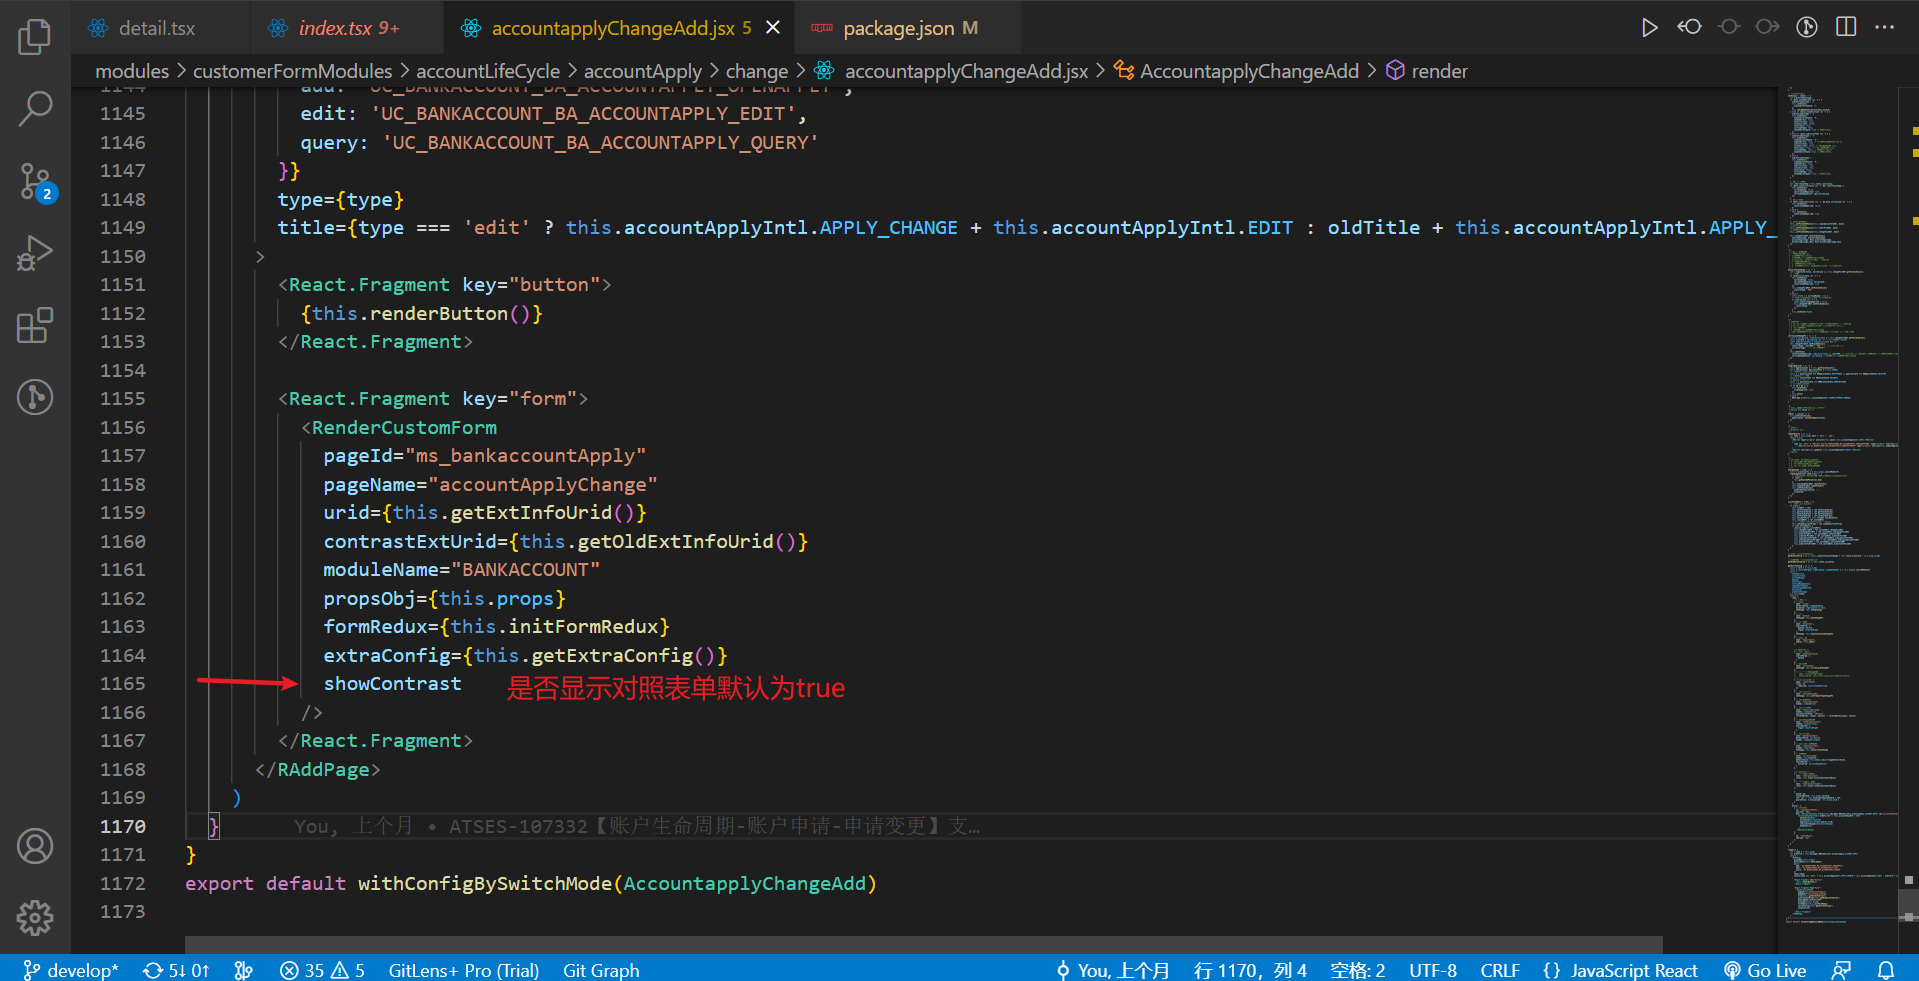 detail.tsx
index.tsx 9+
accountapplyChangeAdd.jsx 5
package.json M
modules > customerFormModules > accountLifeCycle > accountApply > change > accountapplyChangeAdd.jsx > AccountapplyChangeAdd > render
1144 add: 'UC_BANKACCOUNT_BA_ACCOUNTAPPLY_OPENAPPLY',
1145 edit: 'UC_BANKACCOUNT_BA_ACCOUNTAPPLY_EDIT',
1146 query: 'UC_BANKACCOUNT_BA_ACCOUNTAPPLY_QUERY'
1147 }}
1148 type={type}
1149 title={type === 'edit' ? this.accountApplyIntl.APPLY_CHANGE + this.accountApplyIntl.EDIT : oldTitle + this.accountApplyIntl.APPLY_
1150 >
1151 <React.Fragment key="button">
1152 {this.renderButton()}
1153 </React.Fragment>
1154
1155 <React.Fragment key="form">
1156 <RenderCustomForm
1157 pageId="ms_bankaccountApply"
1158 pageName="accountApplyChange"
1159 urid={this.getExtInfoUrid()}
1160 contrastExtUrid={this.getOldExtInfoUrid()}
1161 moduleName="BANKACCOUNT"
1162 propsObj={this.props}
1163 formRedux={this.initFormRedux}
1164 extraConfig={this.getExtraConfig()}
1165 showContrast 是否显示对照表单默认为true
1166 />
1167 </React.Fragment>
1168 </RAddPage>
1169 )
1170 } You, 上个月 • ATSES-107332【账户生命周期-账户申请-申请变更】支…
1171 }
1172 export default withConfigBySwitchMode(AccountapplyChangeAdd)
1173
2
develop* 5↓ 0↑ 35 5 GitLens+ Pro (Trial) Git Graph You, 上个月 行 1170，列 4 空格: 2 UTF-8 CRLF {} JavaScript React Go Live